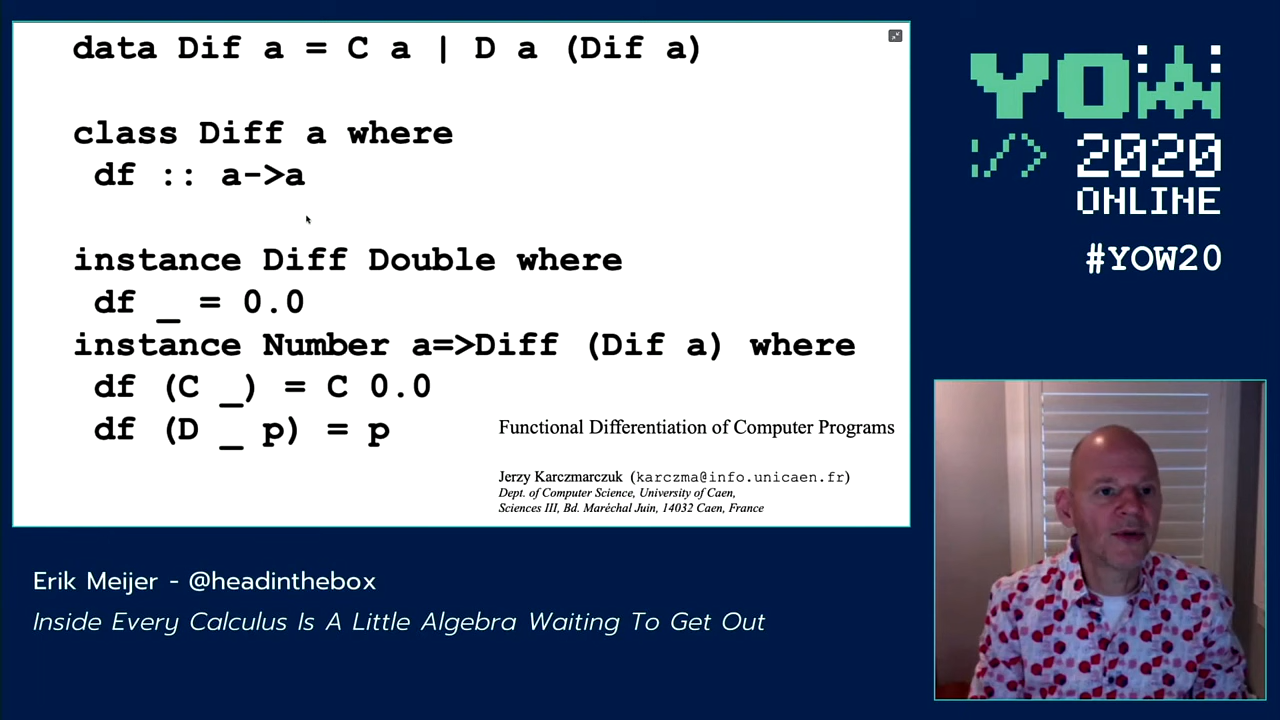 data Dif a = C a | D a (Dif a)
class Diff a where
df :: a->a
instance Diff Double where
df _ = 0.0
instance Number a=>Diff (Dif a) where
df (C _) = C 0.0
df (D _ p) = p
Functional Differentiation of Computer Programs
Jerzy Karczmarczuk (karczma@info.unicaen.fr)
Dept. of Computer Science, University of Caen,
Sciences III, Bd. Maréchal Juin, 14032 Caen, France
YOW
:/> 2020
ONLINE
#YOW20
Erik Meijer - @headinthebox
Inside Every Calculus Is A Little Algebra Waiting To Get Out